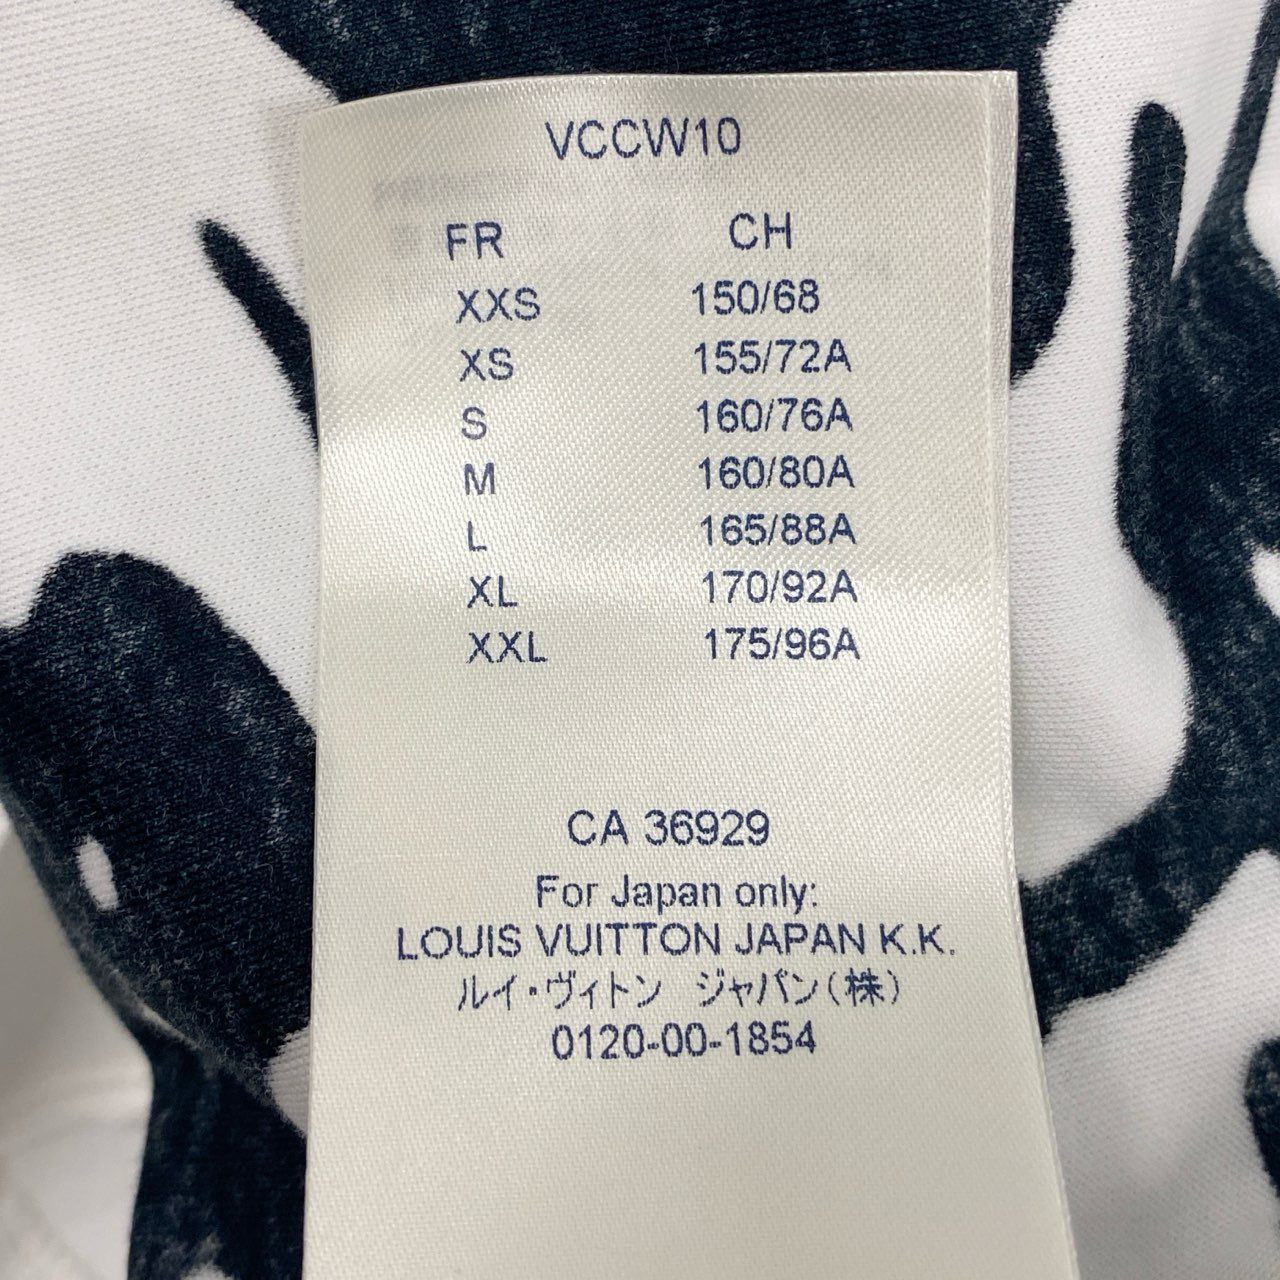 VCCW10
FR CH
XXS 150/68
XS 155/72A
S 160/76A
M 160/80A
L 165/88A
XL 170/92A
XXL 175/96A
CA 36929
For Japan only:
LOUIS VUITTON JAPAN K.K.
ルイ・ヴィトン ジャパン(株)
0120-00-1854